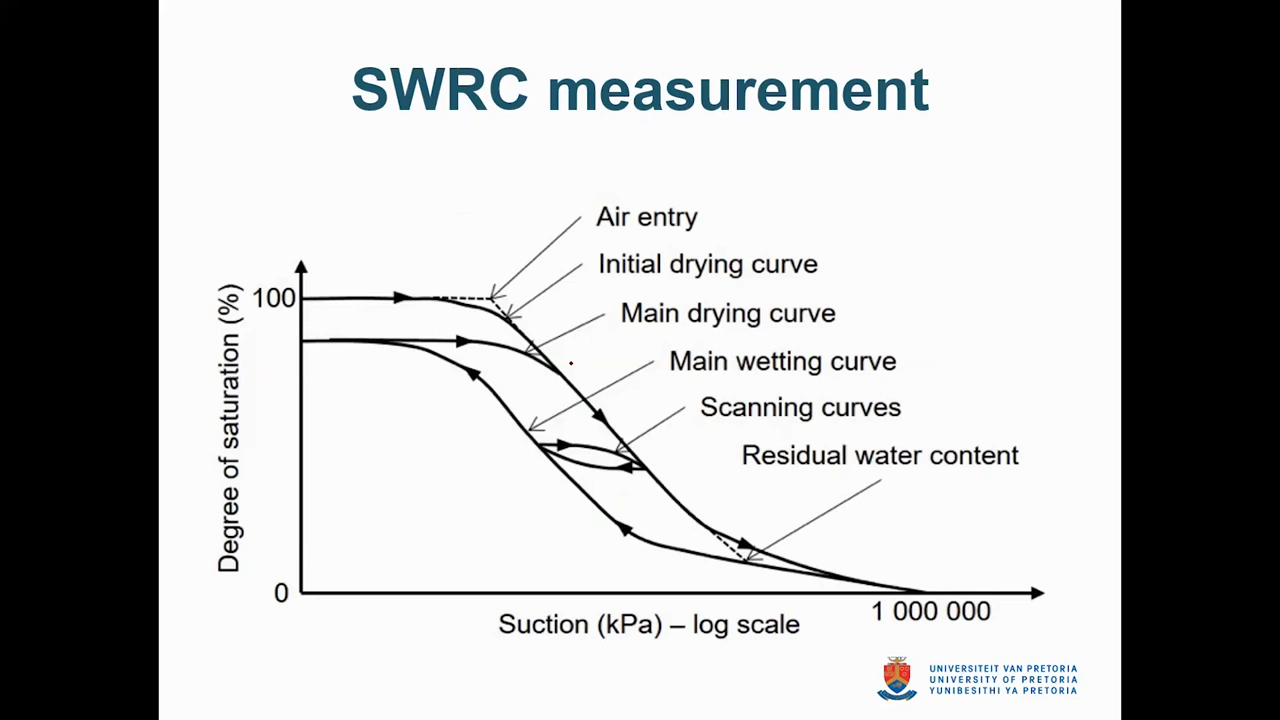 SWRC measurement
Air entry
Initial drying curve
Main drying curve
Main wetting curve
Scanning curves
Residual water content
Degree of saturation (%)
100
0
1 000 000
Suction (kPa) – log scale
UNIVERSITEIT VAN PRETORIA
UNIVERSITY OF PRETORIA
YUNIBESITHI YA PRETORIA